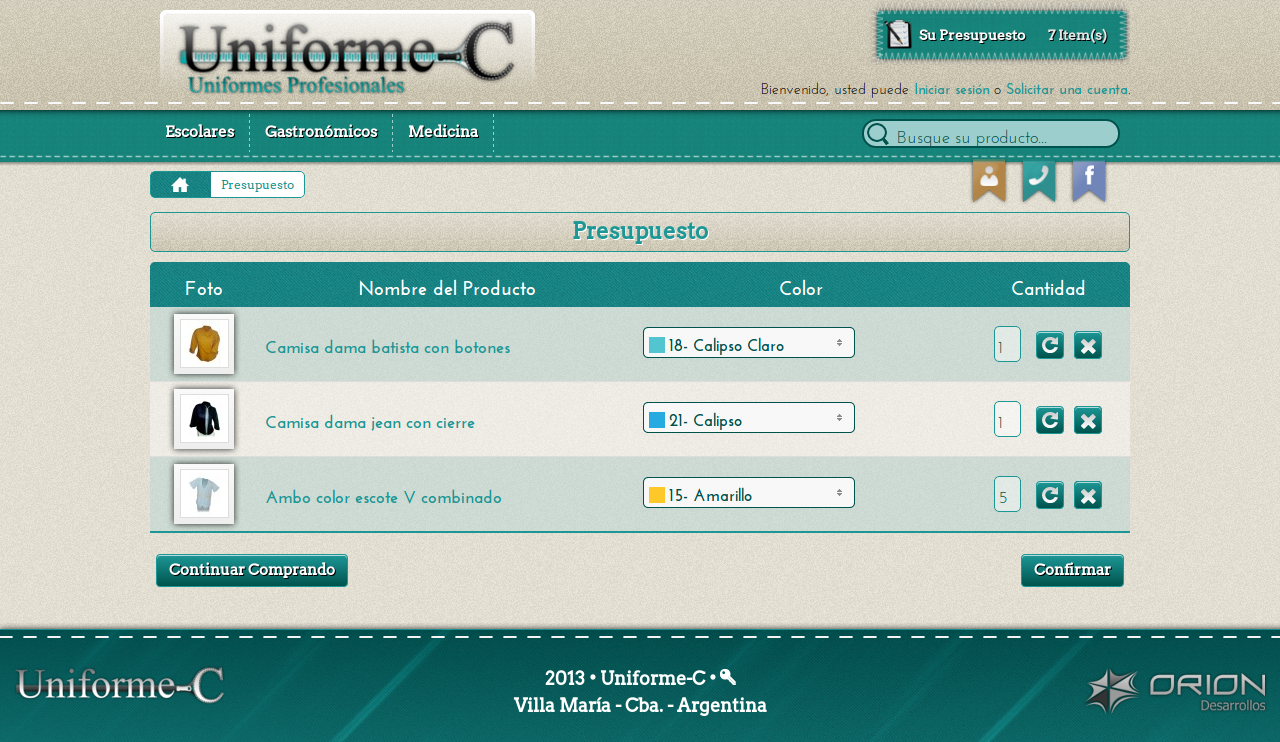 Uniforme-C
Uniformes Profesionales
Su Presupuesto 7 Item(s)
Bienvenido, usted puede Iniciar sesión o Solicitar una cuenta.
Escolares Gastronómicos Medicina
Busque su producto...
Presupuesto
Presupuesto
Foto Nombre del Producto Color Cantidad
Camisa dama batista con botones 18- Calipso Claro 1
Camisa dama jean con cierre 21- Calipso 1
Ambo color escote V combinado 15- Amarillo 5
Continuar Comprando Confirmar
Uniforme-C
2013 • Uniforme-C •
Villa María - Cba. - Argentina
ORION
Desarrollos